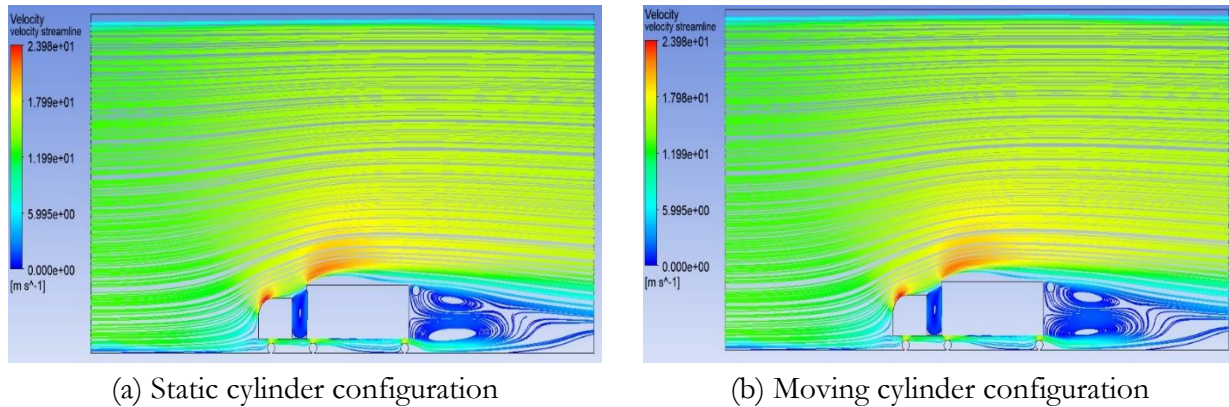 Velocity
velocity streamline
2.398e+01
1.799e+01
1.199e+01
5.995e+00
0.000e+00
[m s^-1]
(a) Static cylinder configuration
Velocity
velocity streamline
2.398e+01
1.798e+01
1.199e+01
5.995e+00
0.000e+00
[m s^-1]
(b) Moving cylinder configuration